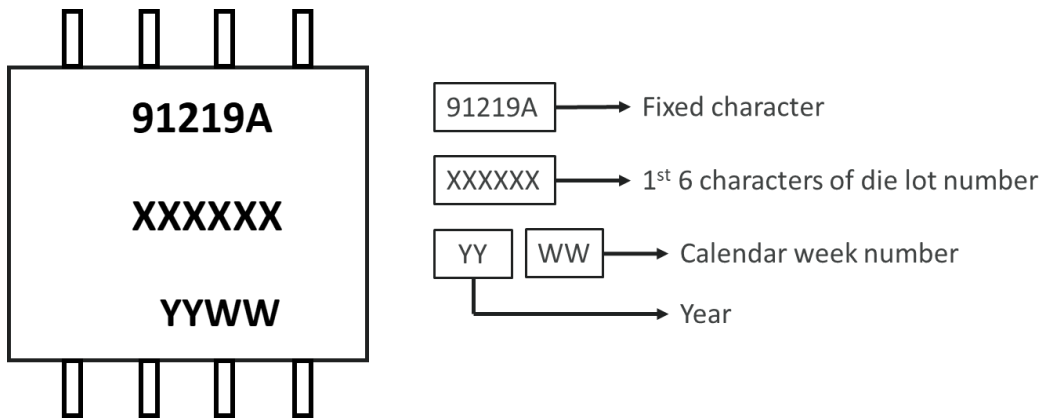 91219A
XXXXXX
YYWW
91219A Fixed character
XXXXXX 1st 6 characters of die lot number
YY WW Calendar week number
Year